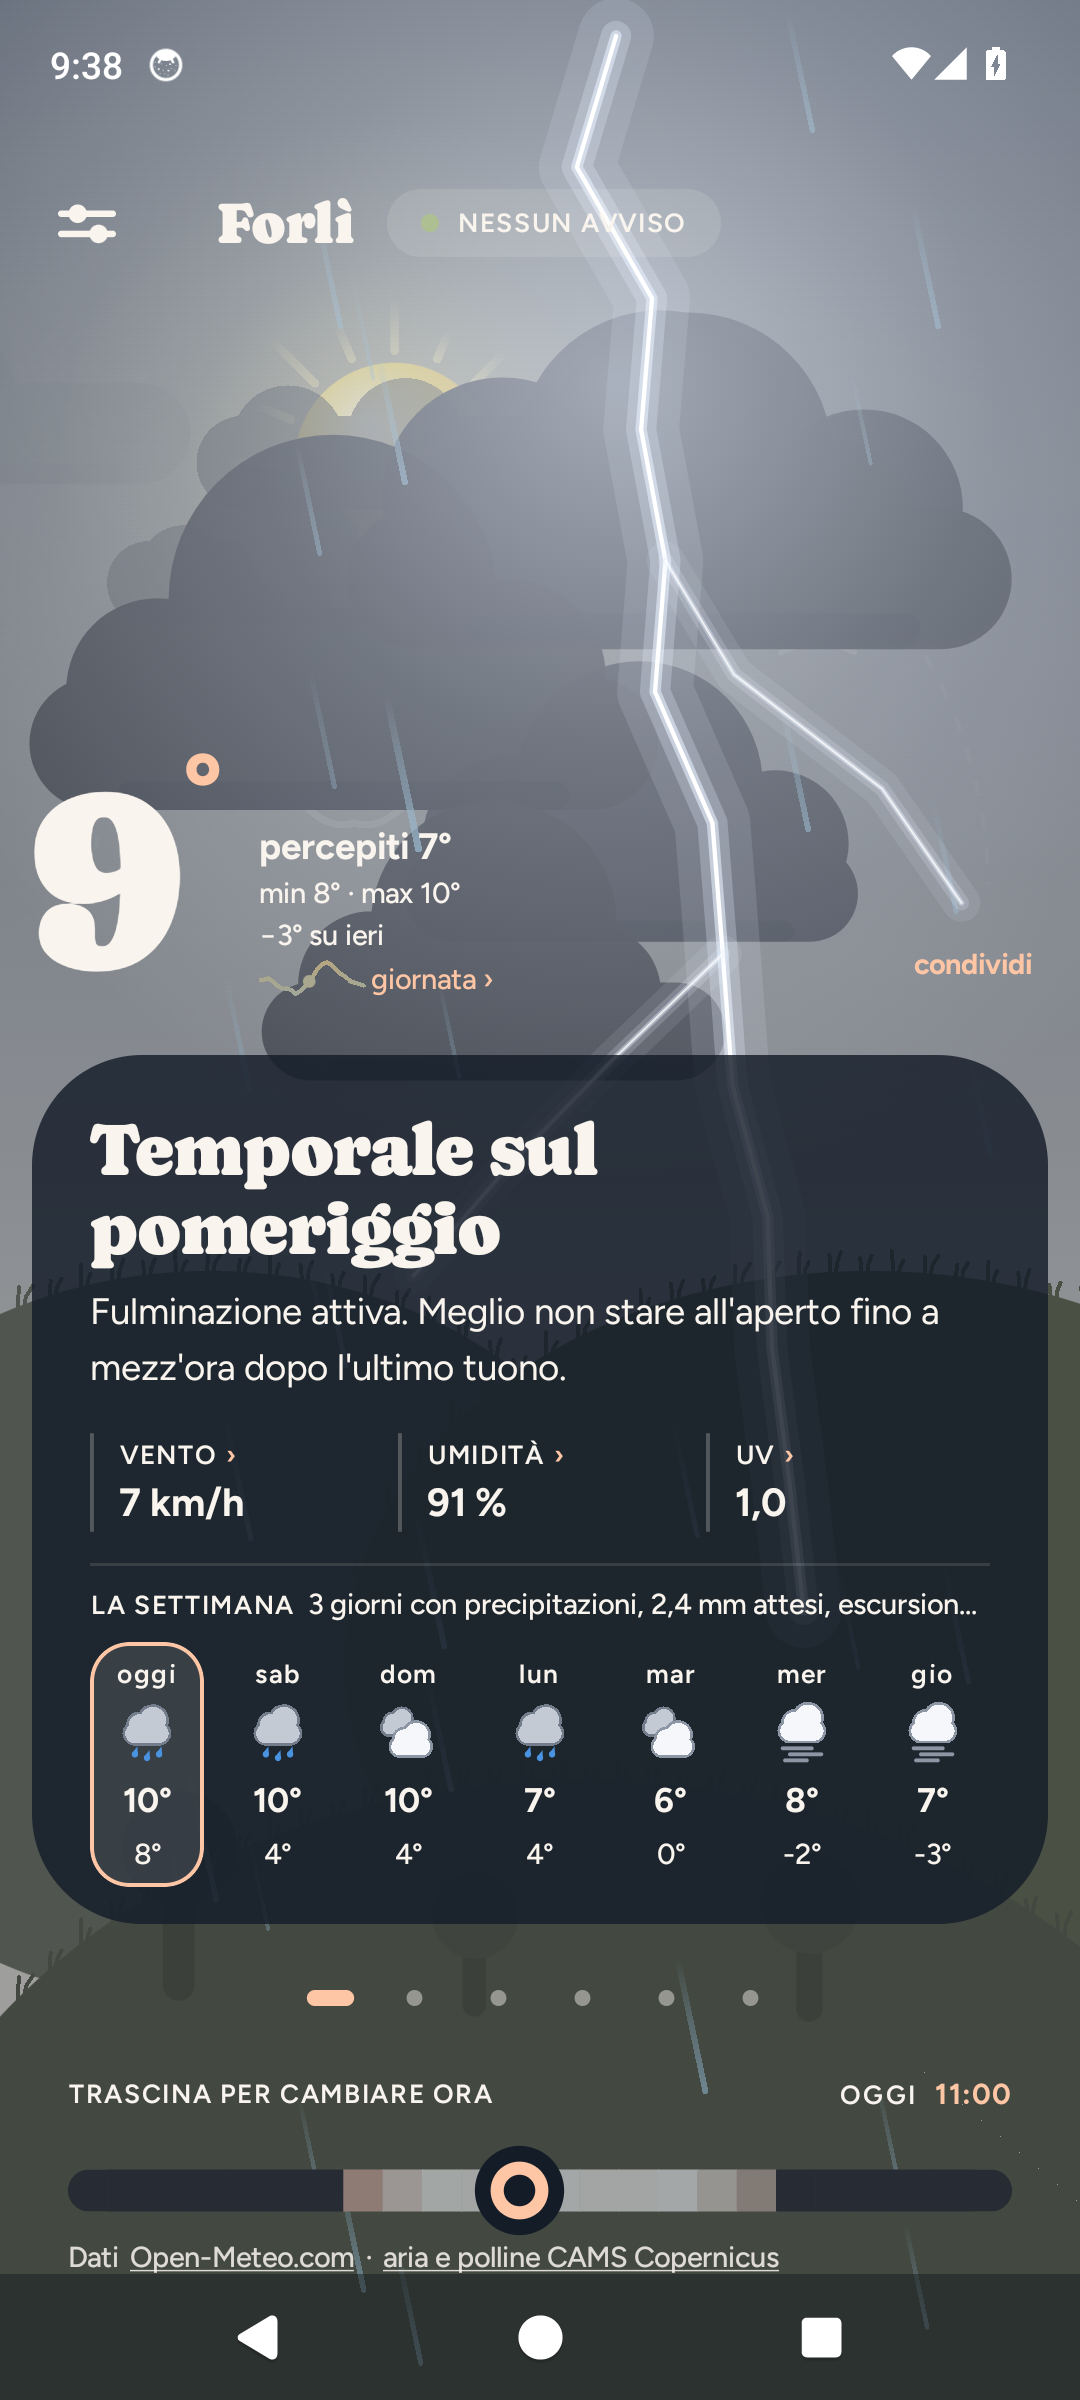 9:38
Forlì
NESSUN AVVISO
9
percepiti 7°
min 8° · max 10°
−3° su ieri
giornata ›
condividi
Temporale sul
pomeriggio
Fulminazione attiva. Meglio non stare all'aperto fino a
mezz'ora dopo l'ultimo tuono.
VENTO › UMIDITÀ › UV ›
7 km/h 91 % 1,0
LA SETTIMANA 3 giorni con precipitazioni, 2,4 mm attesi, escursion...
oggi sab dom lun mar mer gio
10° 10° 10° 7° 6° 8° 7°
8° 4° 4° 4° 0° -2° -3°
TRASCINA PER CAMBIARE ORA OGGI 11:00
Dati Open-Meteo.com · aria e polline CAMS Copernicus